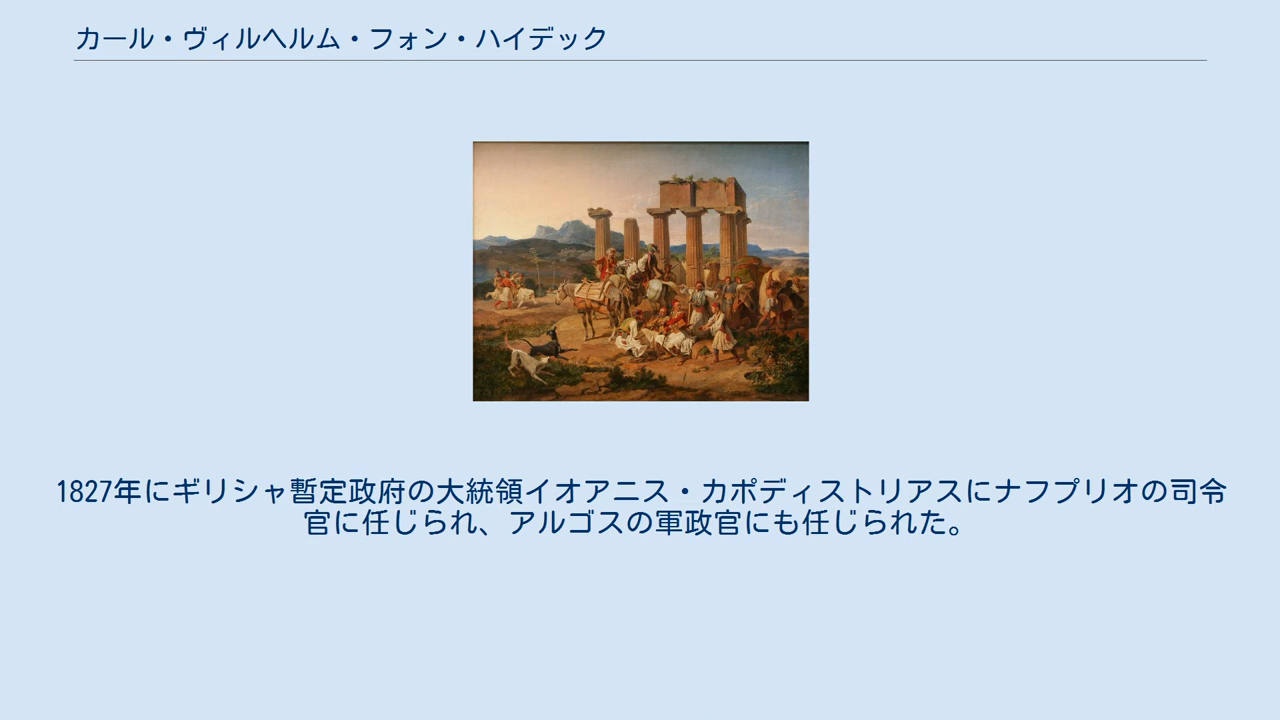 カール・ヴィルヘルム・フォン・ハイデック
1827年にギリシャ暫定政府の大統領イオアニス・カポディストリアスにナフプリオの司令
官に任じられ、アルゴスの軍政官にも任じられた。